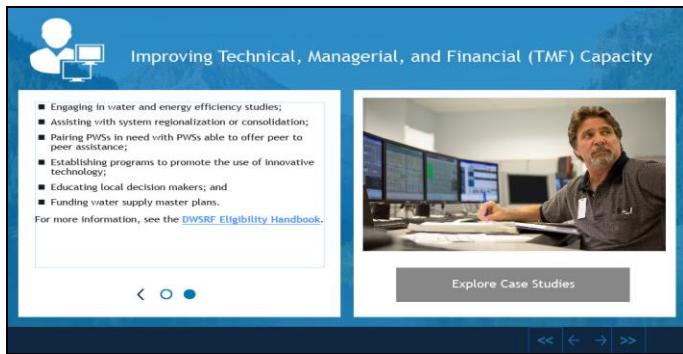 Improving Technical, Managerial, and Financial (TMF) Capacity
■ Engaging in water and energy efficiency studies;
■ Assisting with system regionalization or consolidation;
■ Pairing PWSs in need with PWSs able to offer peer to
peer assistance;
■ Establishing programs to promote the use of innovative
technology;
■ Educating local decision makers; and
■ Funding water supply master plans.
For more information, see the DWSRF Eligibility Handbook.
Explore Case Studies